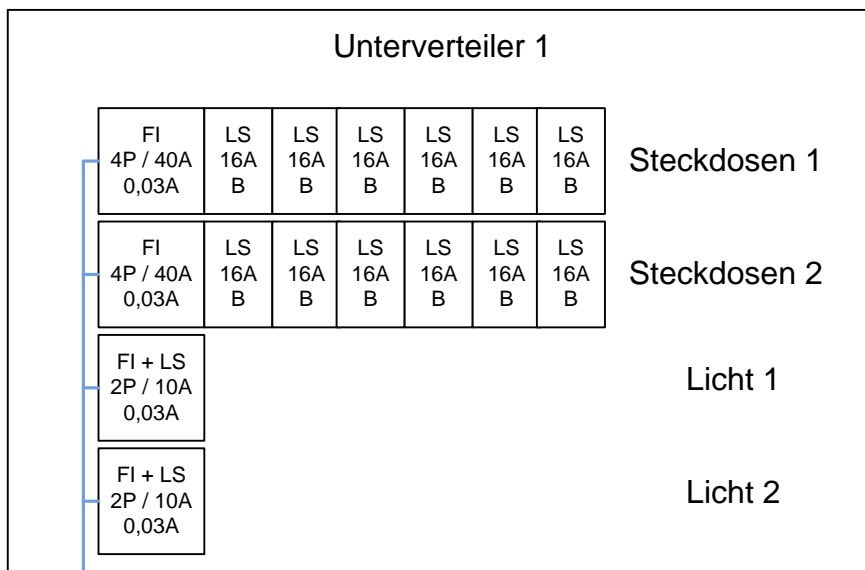 Unterverteiler 1
FI LS LS LS LS LS LS
4P / 40A 16A 16A 16A 16A 16A 16A Steckdosen 1
0,03A B B B B B B
FI LS LS LS LS LS LS
4P / 40A 16A 16A 16A 16A 16A 16A Steckdosen 2
0,03A B B B B B B
FI + LS
2P / 10A Licht 1
0,03A
FI + LS
2P / 10A Licht 2
0,03A